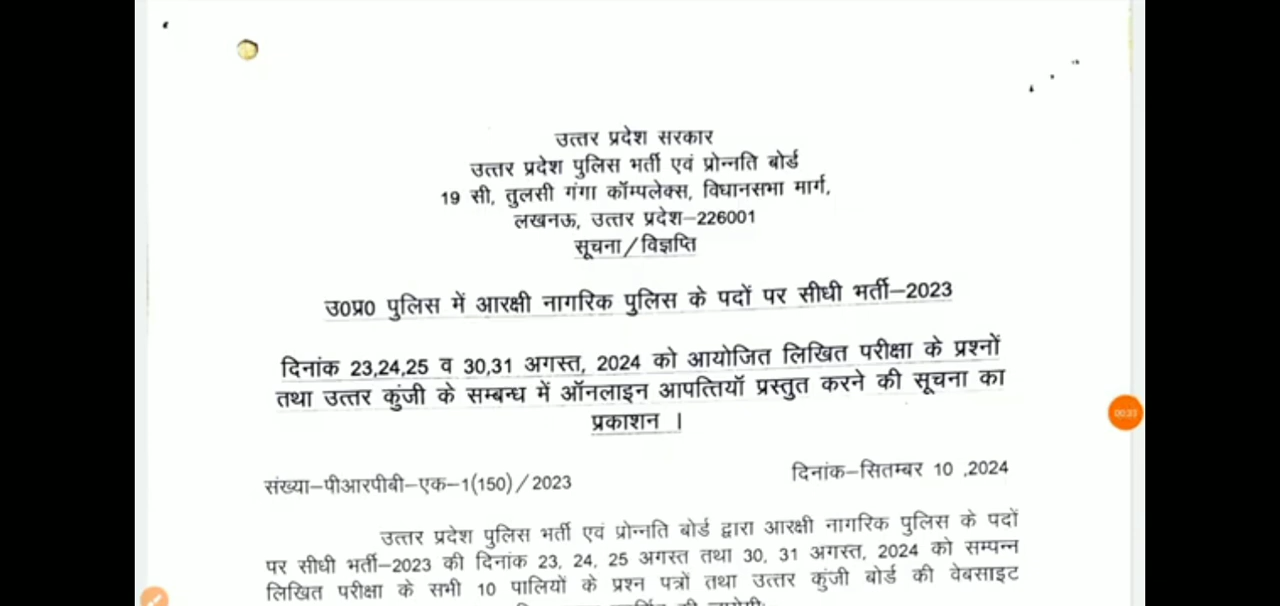 उत्तर प्रदेश सरकार
उत्तर प्रदेश पुलिस भर्ती एवं प्रोन्नति बोर्ड
19 सी, तुलसी गंगा कॉम्पलेक्स, विधानसभा मार्ग,
लखनऊ, उत्तर प्रदेश–226001
सूचना/विज्ञप्ति
उ0प्र0 पुलिस में आरक्षी नागरिक पुलिस के पदों पर सीधी भर्ती–2023
दिनांक 23,24,25 व 30,31 अगस्त, 2024 को आयोजित लिखित परीक्षा के प्रश्नों
तथा उत्तर कुंजी के सम्बन्ध में ऑनलाइन आपत्तियॉ प्रस्तुत करने की सूचना का
प्रकाशन ।
संख्या–पीआरपीबी–एक–1(150)/2023
दिनांक–सितम्बर 10 ,2024
उत्तर प्रदेश पुलिस भर्ती एवं प्रोन्नति बोर्ड द्वारा आरक्षी नागरिक पुलिस के पदों
पर सीधी भर्ती–2023 की दिनांक 23, 24, 25 अगस्त तथा 30, 31 अगस्त, 2024 को सम्पन्न
लिखित परीक्षा के सभी 10 पालियों के प्रश्न पत्रों तथा उत्तर कुंजी बोर्ड की वेबसाइट